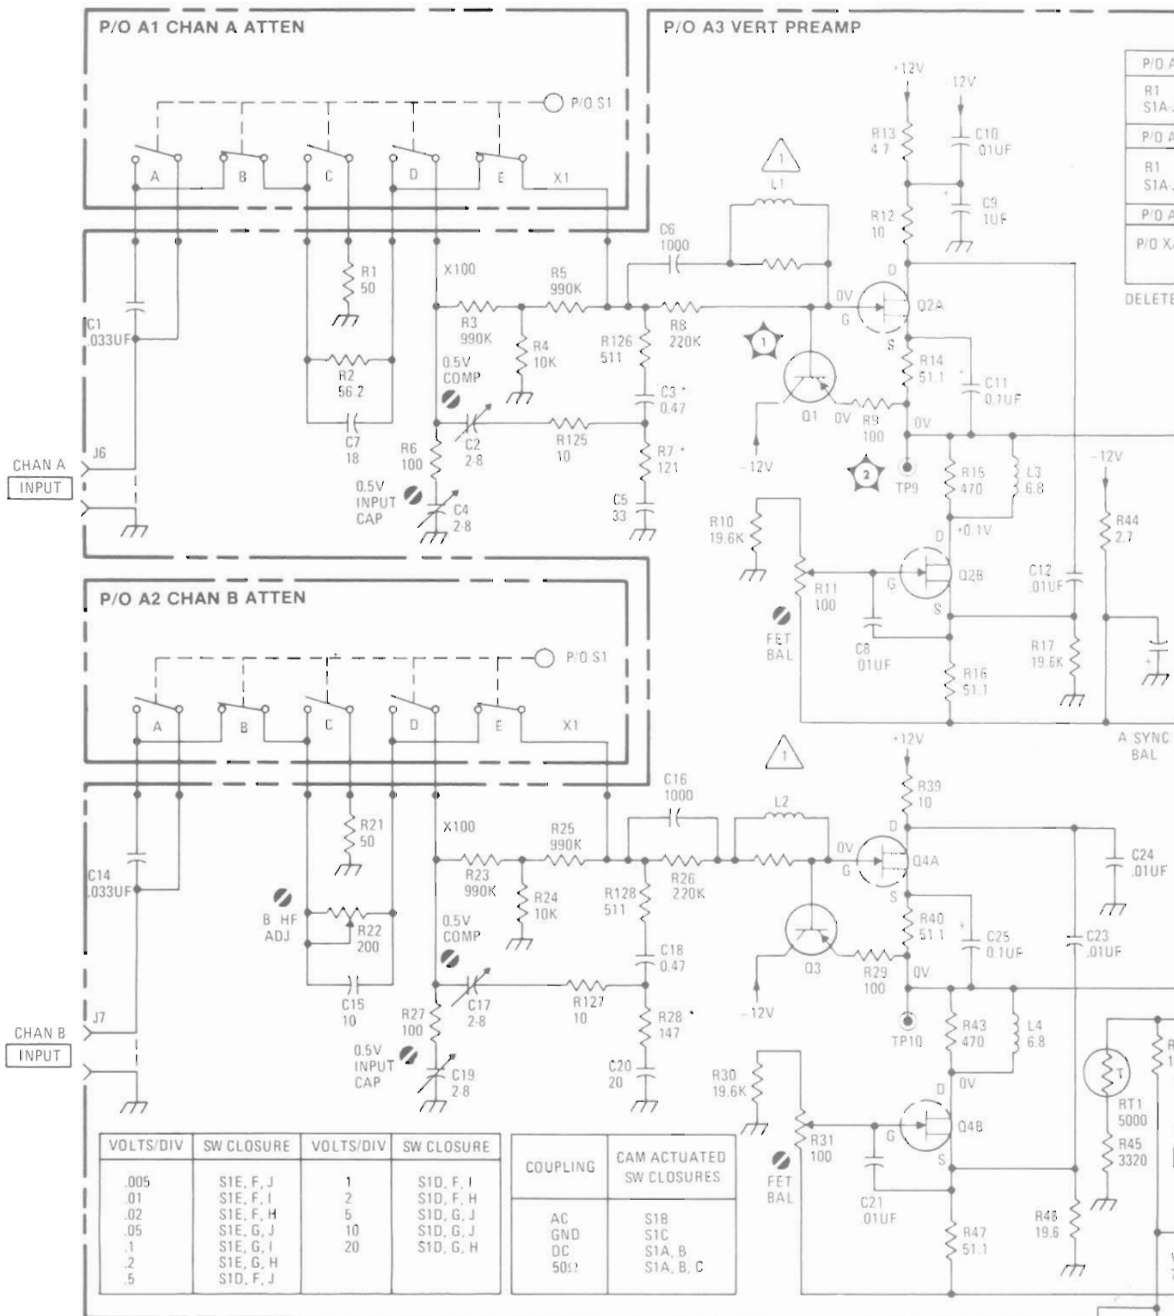 P/O A1 CHAN A ATTEN
P/O A3 VERT PREAMP
P/O S1
A
B
C
D
E
X1
+12V
R13
4.7
C10
.01UF
R12
10
C9
1UF
P/O A
R1
S1A
P/O A
R1
S1A
P/O A
P/O X
DELETE
1
L1
C6
1000
C1
.033UF
R1
50
X100
R5
990K
R3
990K
R4
10K
R126
511
R8
220K
0V
G
D
S
Q2A
R2
56.2
C7
18
0.5V
COMP
C2
2-8
R125
10
C3 *
0.47
R7 *
121
C5
33
R6
100
0.5V
INPUT
CAP
C4
2-8
1
Q1
0V
R9
100
-12V
R14
51.1
C11
0.1UF
0V
2
TP9
R15
470
L3
6.8
-12V
R44
2.7
CHAN A
INPUT
J6
R10
19.6K
R11
100
FET
BAL
+0.1V
D
G
S
Q2B
C8
.01UF
R16
51.1
C12
.01UF
R17
19.6K
A SYNC
BAL
P/O A2 CHAN B ATTEN
P/O S1
A
B
C
D
E
X1
C14
.033UF
R21
50
X100
R25
990K
R23
990K
R24
10K
C16
1000
R26
220K
R128
511
1
L2
+12V
R39
10
D
0V
G
S
Q4A
C24
.01UF
B HF
ADJ
R22
200
C15
10
0.5V
COMP
C17
2-8
R127
10
C18
0.47
R28 *
147
C20
20
R27
100
0.5V
INPUT
CAP
C19
2-8
Q3
-12V
R29
100
R40
51.1
C25
0.1UF
C23
.01UF
0V
TP10
R43
470
L4
6.8
CHAN B
INPUT
J7
R30
19.6K
R31
100
FET
BAL
D
0V
G
S
Q4B
C21
.01UF
R47
51.1
T
RT1
5000
R45
3320
R46
19.6
VOLTS/DIV SW CLOSURE VOLTS/DIV SW CLOSURE
.005 S1E, F, J 1 S1D, F, I
.01 S1E, F, I 2 S1D, F, H
.02 S1E, F, H 5 S1D, G, J
.05 S1E, G, J 10 S1D, G, J
.1 S1E, G, I 20 S1D, G, H
.2 S1E, G, H
.5 S1D, F, J
COUPLING CAM ACTUATED
SW CLOSURES
AC S1B
GND S1C
DC S1A, B
50Ω S1A, B, C